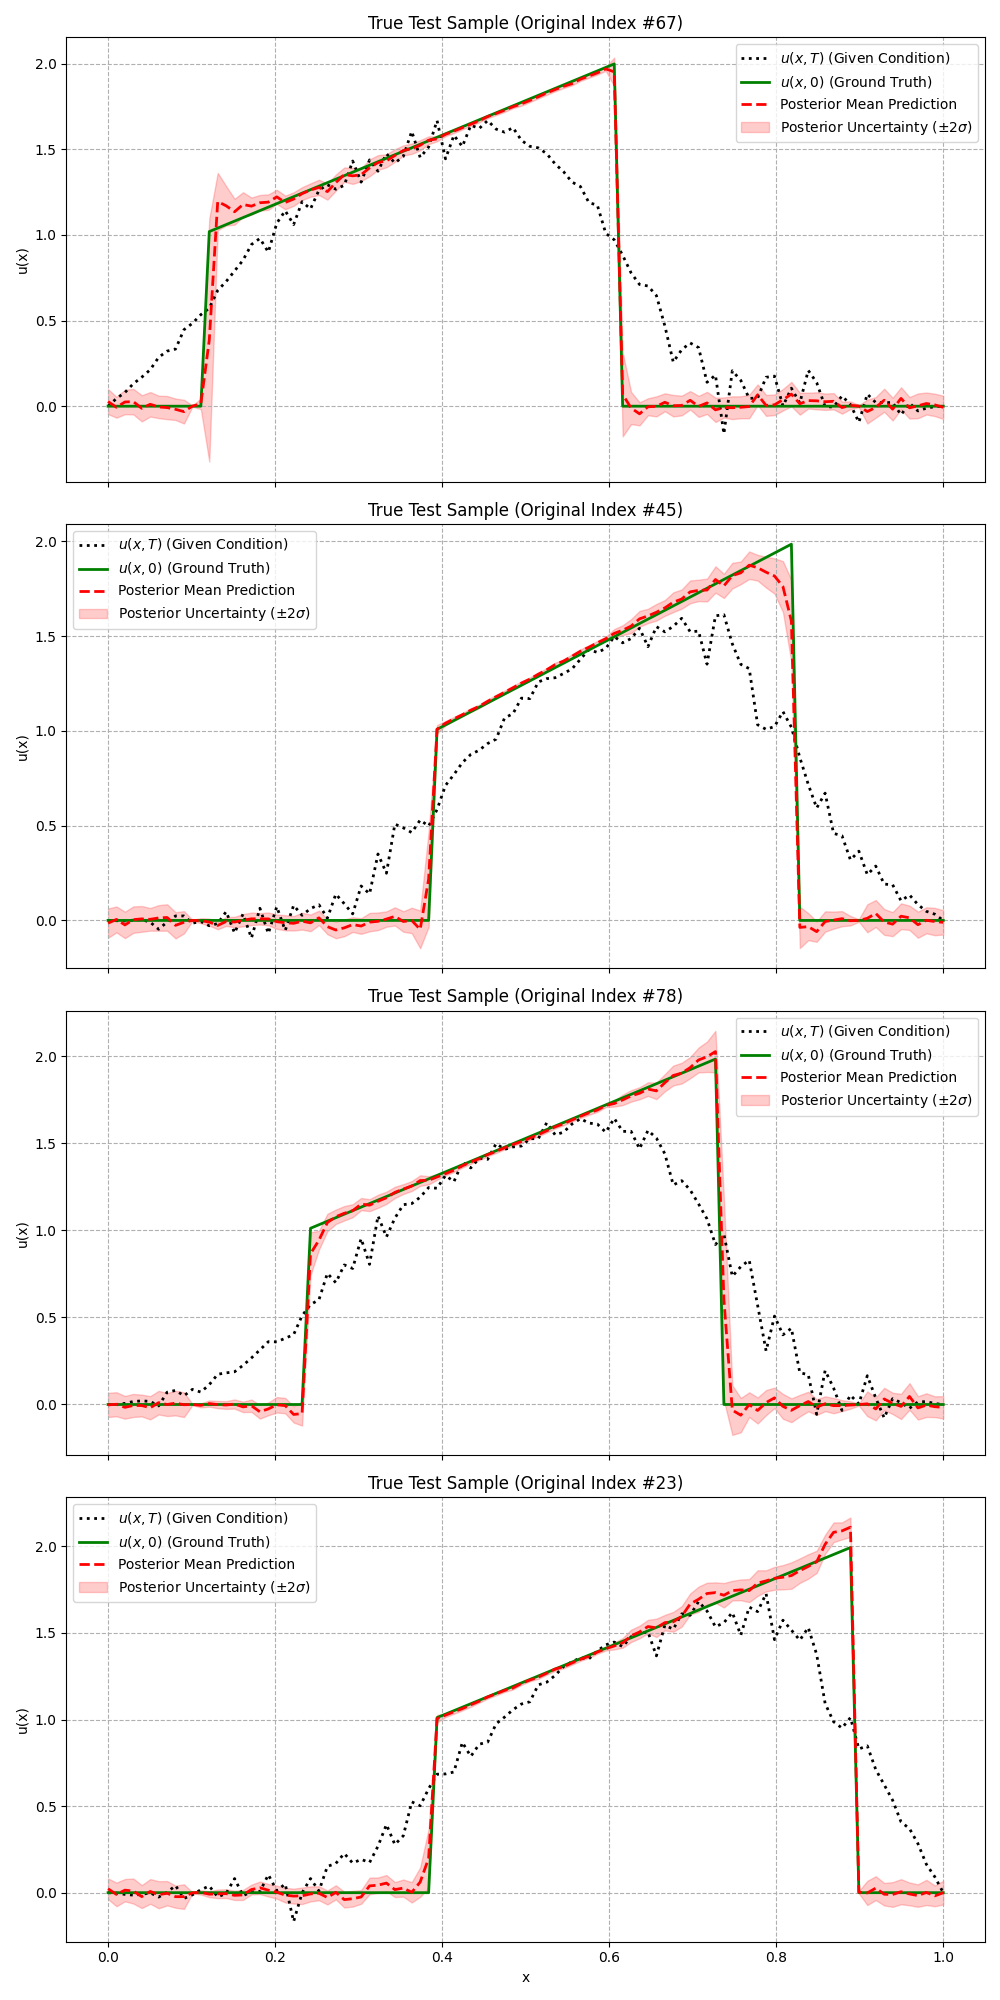 True Test Sample (Original Index #67)
u(x, T) (Given Condition)
u(x, 0) (Ground Truth)
Posterior Mean Prediction
Posterior Uncertainty (±2σ)
2.0
1.5
1.0
0.5
0.0
u(x)
True Test Sample (Original Index #45)
u(x, T) (Given Condition)
u(x, 0) (Ground Truth)
Posterior Mean Prediction
Posterior Uncertainty (±2σ)
2.0
1.5
1.0
0.5
0.0
u(x)
True Test Sample (Original Index #78)
u(x, T) (Given Condition)
u(x, 0) (Ground Truth)
Posterior Mean Prediction
Posterior Uncertainty (±2σ)
2.0
1.5
1.0
0.5
0.0
u(x)
True Test Sample (Original Index #23)
u(x, T) (Given Condition)
u(x, 0) (Ground Truth)
Posterior Mean Prediction
Posterior Uncertainty (±2σ)
2.0
1.5
1.0
0.5
0.0
u(x)
0.0 0.2 0.4 0.6 0.8 1.0
x